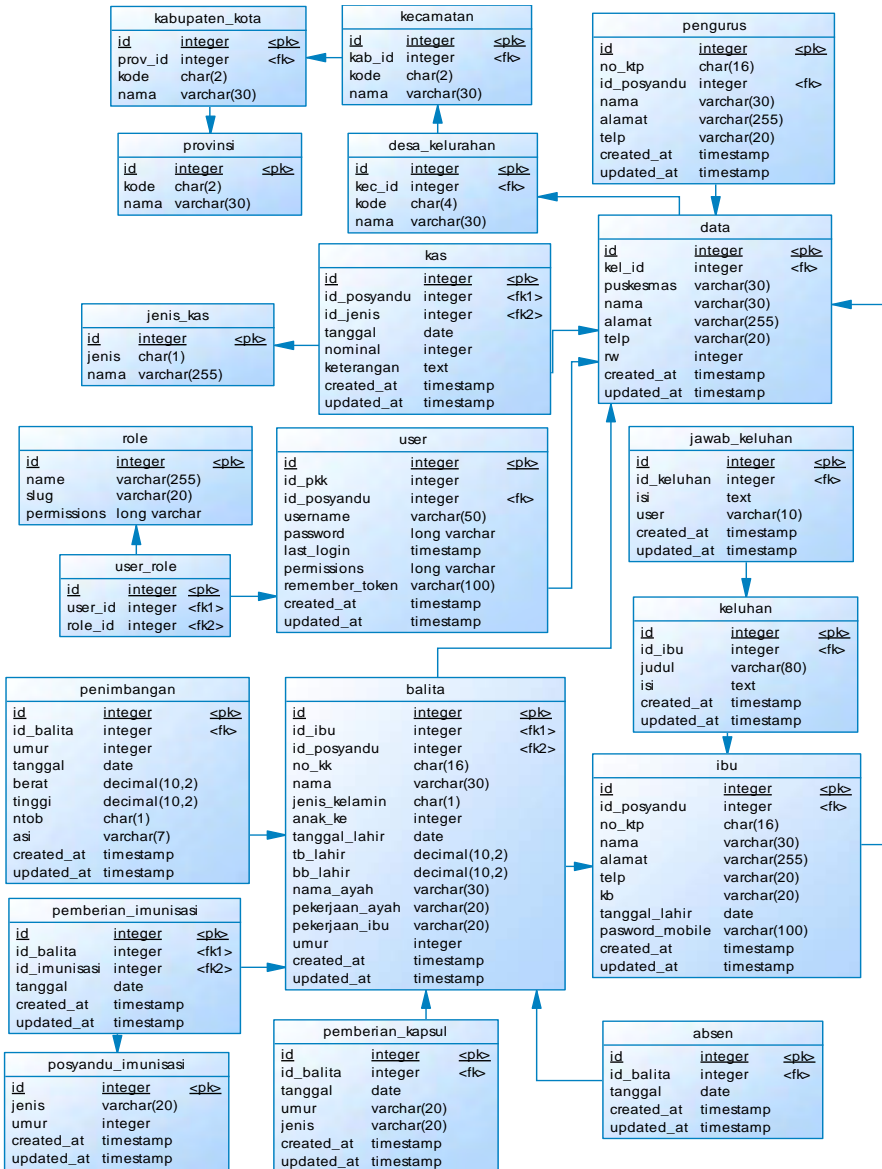 kabupaten_kota
id integer <pk>
prov_id integer <fk>
kode char(2)
nama varchar(30)
kecamatan
id integer <pk>
kab_id integer <fk>
kode char(2)
nama varchar(30)
pengurus
id integer <pk>
no_ktp char(16)
id_posyandu integer <fk>
nama varchar(30)
alamat varchar(255)
telp varchar(20)
created_at timestamp
updated_at timestamp
provinsi
id integer <pk>
kode char(2)
nama varchar(30)
desa_kelurahan
id integer <pk>
kec_id integer <fk>
kode char(4)
nama varchar(30)
data
id integer <pk>
kel_id integer <fk>
puskesmas varchar(30)
nama varchar(30)
alamat varchar(255)
telp varchar(20)
rw integer
created_at timestamp
updated_at timestamp
kas
id integer <pk>
id_posyandu integer <fk1>
id_jenis integer <fk2>
tanggal date
nominal integer
keterangan text
created_at timestamp
updated_at timestamp
jenis_kas
id integer <pk>
jenis char(1)
nama varchar(255)
role
id integer <pk>
name varchar(255)
slug varchar(20)
permissions long varchar
user
id integer <pk>
id_pkk integer
id_posyandu integer <fk>
username varchar(50)
password long varchar
last_login timestamp
permissions long varchar
remember_token varchar(100)
created_at timestamp
updated_at timestamp
jawab_keluhan
id integer <pk>
id_keluhan integer <fk>
isi text
user varchar(10)
created_at timestamp
updated_at timestamp
user_role
id integer <pk>
user_id integer <fk1>
role_id integer <fk2>
keluhan
id integer <pk>
id_ibu integer <fk>
judul varchar(80)
isi text
created_at timestamp
updated_at timestamp
penimbangan
id integer <pk>
id_balita integer <fk>
umur integer
tanggal date
berat decimal(10,2)
tinggi decimal(10,2)
ntob char(1)
asi varchar(7)
created_at timestamp
updated_at timestamp
balita
id integer <pk>
id_ibu integer <fk1>
id_posyandu integer <fk2>
no_kk char(16)
nama varchar(30)
jenis_kelamin char(1)
anak_ke integer
tanggal_lahir date
tb_lahir decimal(10,2)
bb_lahir decimal(10,2)
nama_ayah varchar(30)
pekerjaan_ayah varchar(20)
pekerjaan_ibu varchar(20)
umur integer
created_at timestamp
updated_at timestamp
ibu
id integer <pk>
id_posyandu integer <fk>
no_ktp char(16)
nama varchar(30)
alamat varchar(255)
telp varchar(20)
kb varchar(20)
tanggal_lahir date
pasword_mobile varchar(100)
created_at timestamp
updated_at timestamp
pemberian_imunisasi
id integer <pk>
id_balita integer <fk1>
id_imunisasi integer <fk2>
tanggal date
created_at timestamp
updated_at timestamp
posyandu_imunisasi
id integer <pk>
jenis varchar(20)
umur integer
created_at timestamp
updated_at timestamp
pemberian_kapsul
id integer <pk>
id_balita integer <fk>
tanggal date
umur varchar(20)
jenis varchar(20)
created_at timestamp
updated_at timestamp
absen
id integer <pk>
id_balita integer <fk>
tanggal date
created_at timestamp
updated_at timestamp